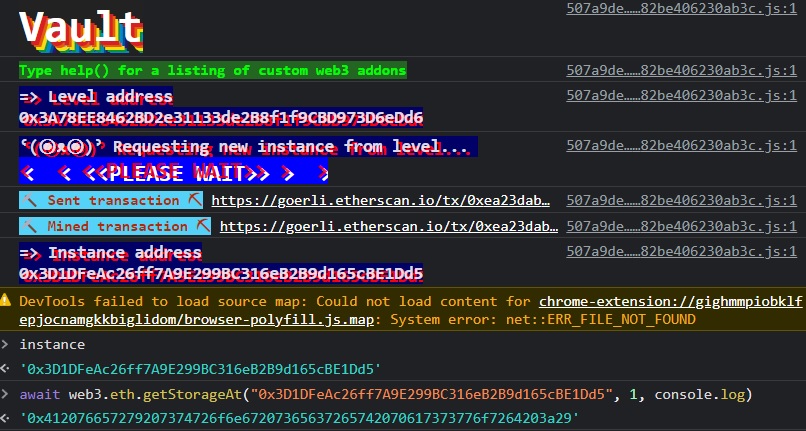 Vault
507a9de……82be406230ab3c.js:1
Type help() for a listing of custom web3 addons
507a9de……82be406230ab3c.js:1
=> Level address
507a9de……82be406230ab3c.js:1
0x3A78EE8462BD2e31133de2B8f1f9CBD973D6eDd6
ˁ(⦿ᴥ⦿)ˀ Requesting new instance from level...
507a9de……82be406230ab3c.js:1
<  < <<PLEASE WAIT>> >  >
⛏ Sent transaction ⛏ https://goerli.etherscan.io/tx/0xea23dab…
507a9de……82be406230ab3c.js:1
⛏ Mined transaction ⛏ https://goerli.etherscan.io/tx/0xea23dab…
507a9de……82be406230ab3c.js:1
=> Instance address
507a9de……82be406230ab3c.js:1
0x3D1DFeAc26ff7A9E299BC316eB2B9d165cBE1Dd5
DevTools failed to load source map: Could not load content for chrome-extension://gighmmpiobklf
epjocnamgkkbiglidom/browser-polyfill.js.map: System error: net::ERR_FILE_NOT_FOUND
> instance
'0x3D1DFeAc26ff7A9E299BC316eB2B9d165cBE1Dd5'
> await web3.eth.getStorageAt("0x3D1DFeAc26ff7A9E299BC316eB2B9d165cBE1Dd5", 1, console.log)
'0x412076657279207374726f6e67207365637265742070617373776f7264203a29'